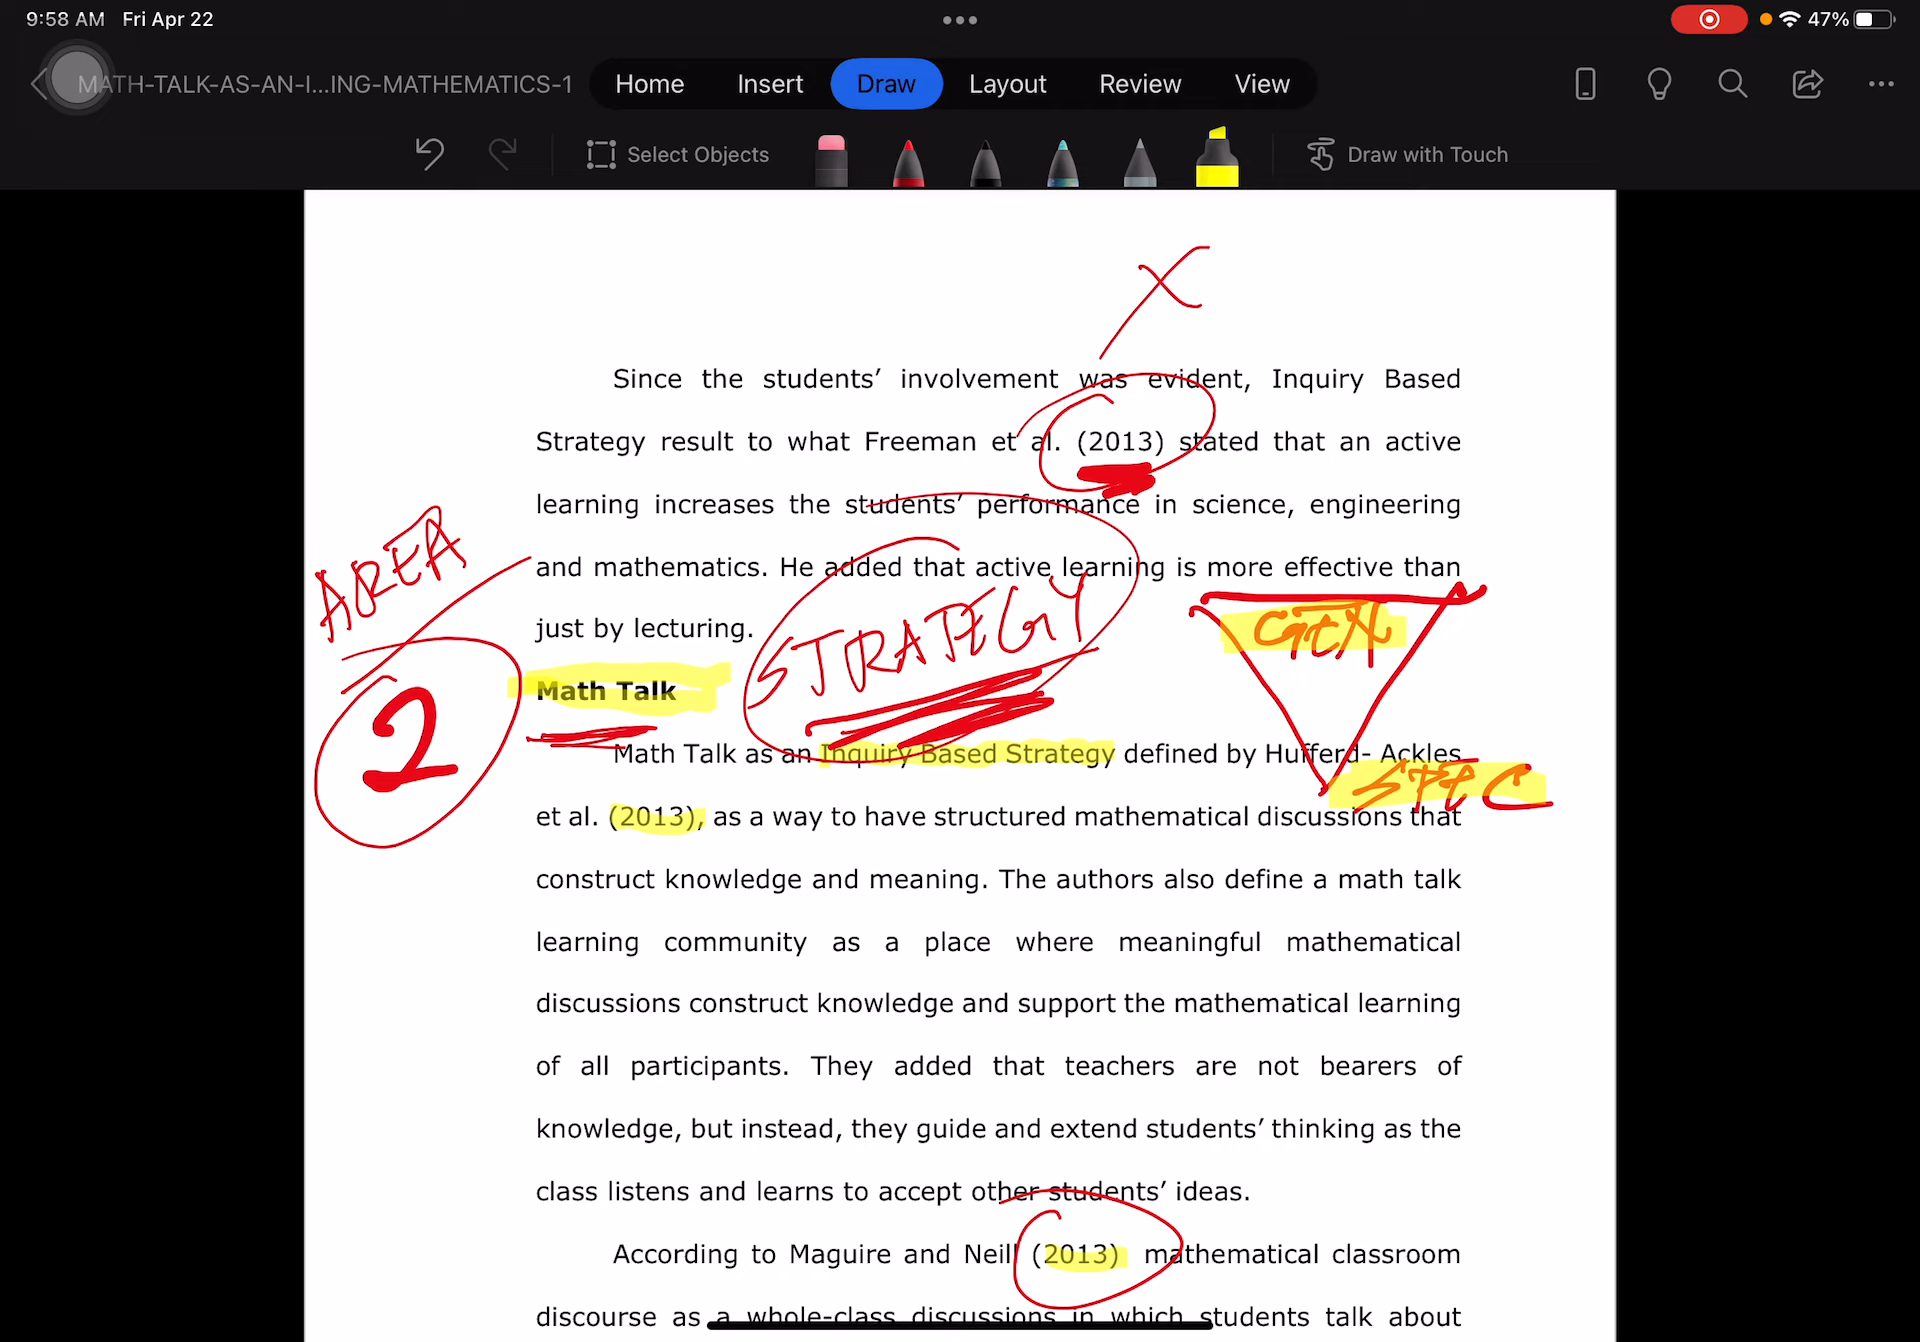 9:58 AM Fri Apr 22
47%
MATH-TALK-AS-AN-I...ING-MATHEMATICS-1
Home Insert Draw Layout Review View
Select Objects
Draw with Touch
X
Since the students’ involvement was evident, Inquiry Based
Strategy result to what Freeman et al. (2013) stated that an active
learning increases the students’ performance in science, engineering
and mathematics. He added that active learning is more effective than
just by lecturing.
AREA
2
STRATEGY
GEN
SPEC
Math Talk
Math Talk as an Inquiry Based Strategy defined by Hufferd- Ackles
et al. (2013), as a way to have structured mathematical discussions that
construct knowledge and meaning. The authors also define a math talk
learning community as a place where meaningful mathematical
discussions construct knowledge and support the mathematical learning
of all participants. They added that teachers are not bearers of
knowledge, but instead, they guide and extend students’ thinking as the
class listens and learns to accept other students’ ideas.
According to Maguire and Neill (2013) mathematical classroom
discourse as a whole-class discussions in which students talk about